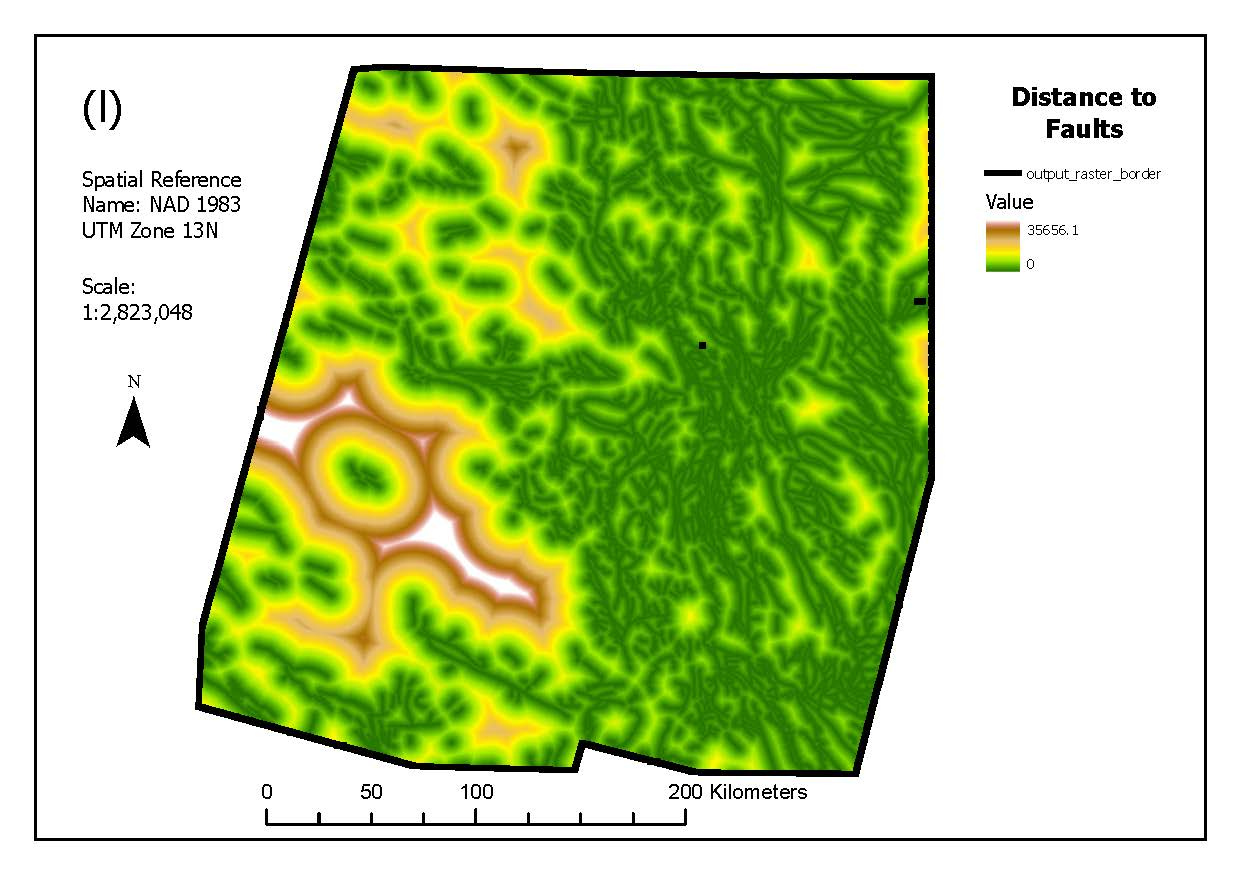 (l)
Spatial Reference
Name: NAD 1983
UTM Zone 13N
Scale:
1:2,823,048
N
Distance to
Faults
output_raster_border
Value
35656.1
0
0 50 100 200 Kilometers